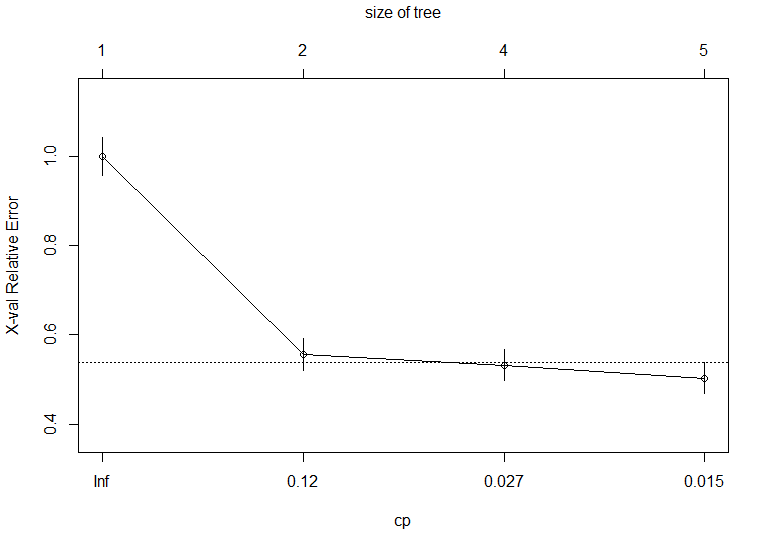 size of tree
1 2 4 5
X-val Relative Error
1.0
0.8
0.6
0.4
Inf 0.12 0.027 0.015
cp